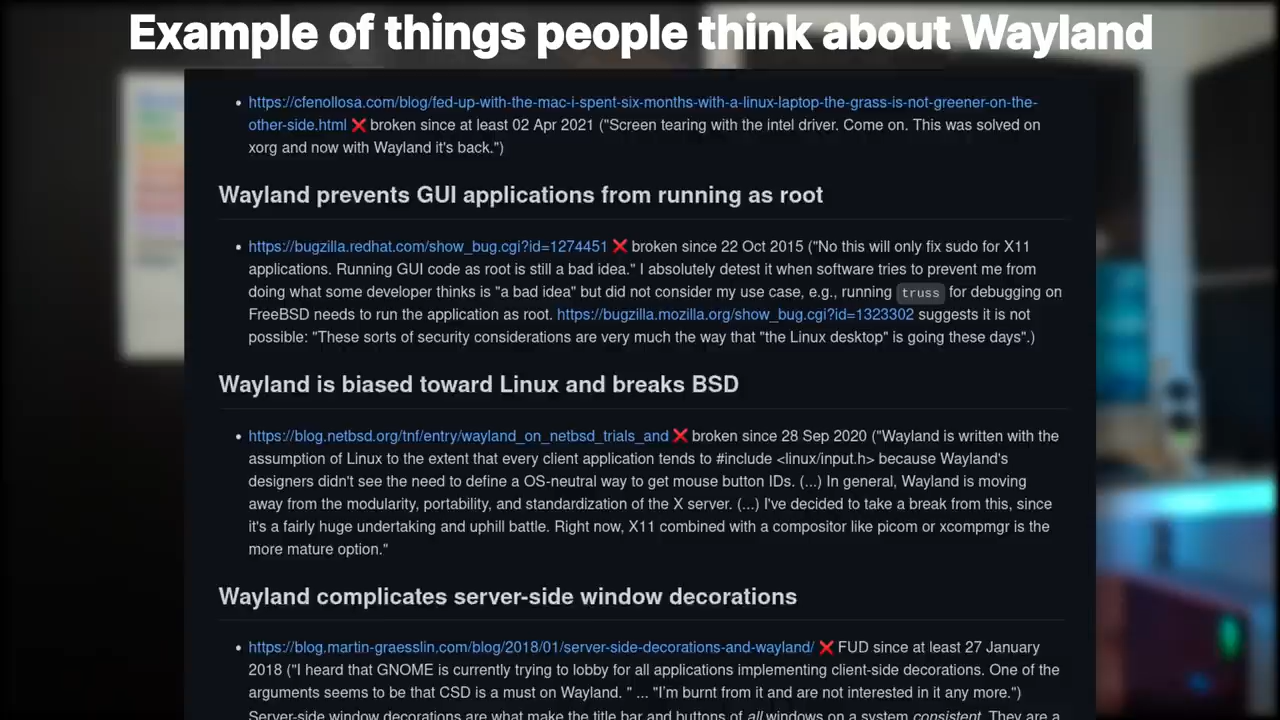 Example of things people think about Wayland
• https://cfenollosa.com/blog/fed-up-with-the-mac-i-spent-six-months-with-a-linux-laptop-the-grass-is-not-greener-on-the-
other-side.html ❌ broken since at least 02 Apr 2021 ("Screen tearing with the intel driver. Come on. This was solved on
xorg and now with Wayland it's back.")
Wayland prevents GUI applications from running as root
• https://bugzilla.redhat.com/show_bug.cgi?id=1274451 ❌ broken since 22 Oct 2015 ("No this will only fix sudo for X11
applications. Running GUI code as root is still a bad idea." I absolutely detest it when software tries to prevent me from
doing what some developer thinks is "a bad idea" but did not consider my use case, e.g., running truss for debugging on
FreeBSD needs to run the application as root. https://bugzilla.mozilla.org/show_bug.cgi?id=1323302 suggests it is not
possible: "These sorts of security considerations are very much the way that "the Linux desktop" is going these days".)
Wayland is biased toward Linux and breaks BSD
• https://blog.netbsd.org/tnf/entry/wayland_on_netbsd_trials_and ❌ broken since 28 Sep 2020 ("Wayland is written with the
assumption of Linux to the extent that every client application tends to #include <linux/input.h> because Wayland's
designers didn't see the need to define a OS-neutral way to get mouse button IDs. (...) In general, Wayland is moving
away from the modularity, portability, and standardization of the X server. (...) I've decided to take a break from this, since
it's a fairly huge undertaking and uphill battle. Right now, X11 combined with a compositor like picom or xcompmgr is the
more mature option."
Wayland complicates server-side window decorations
• https://blog.martin-graesslin.com/blog/2018/01/server-side-decorations-and-wayland/ ❌ FUD since at least 27 January
2018 ("I heard that GNOME is currently trying to lobby for all applications implementing client-side decorations. One of the
arguments seems to be that CSD is a must on Wayland. " ... "I'm burnt from it and are not interested in it any more.")
Server-side window decorations are what make the title bar and buttons of all windows on a system consistent. They are a